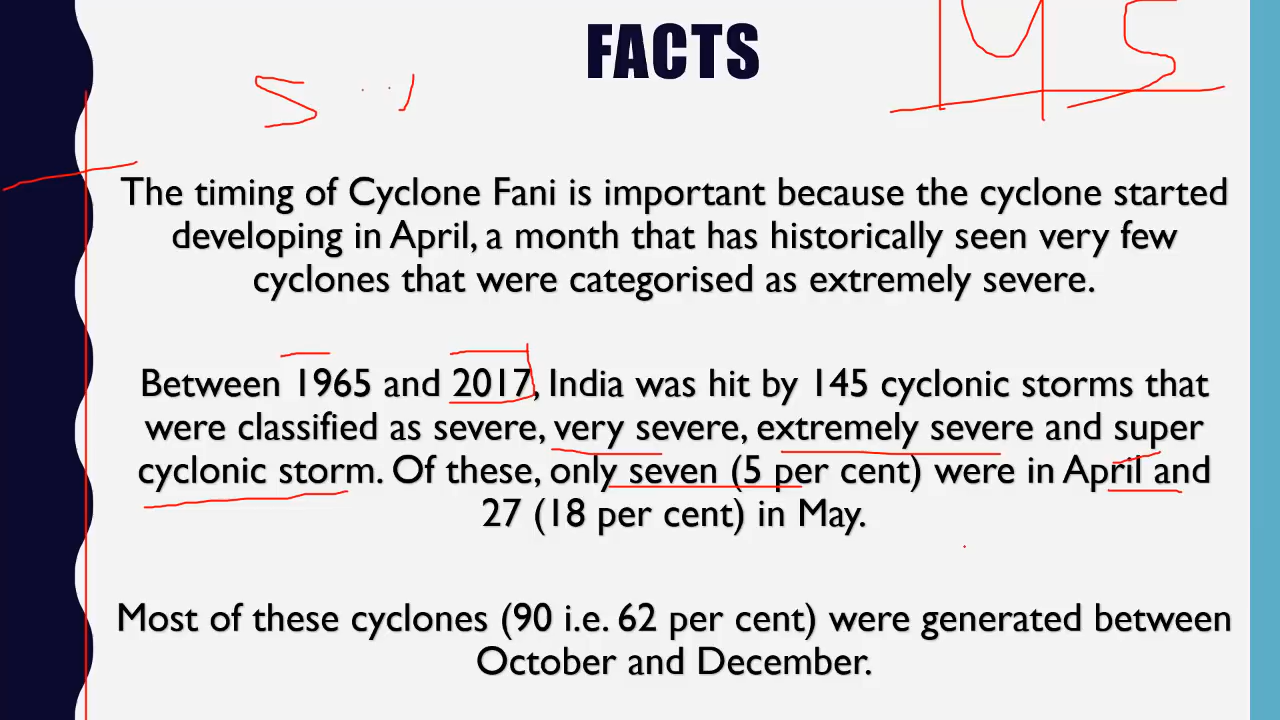 FACTS
145
5
The timing of Cyclone Fani is important because the cyclone started
developing in April, a month that has historically seen very few
cyclones that were categorised as extremely severe.
Between 1965 and 2017, India was hit by 145 cyclonic storms that
were classified as severe, very severe, extremely severe and super
cyclonic storm. Of these, only seven (5 per cent) were in April and
27 (18 per cent) in May.
Most of these cyclones (90 i.e. 62 per cent) were generated between
October and December.